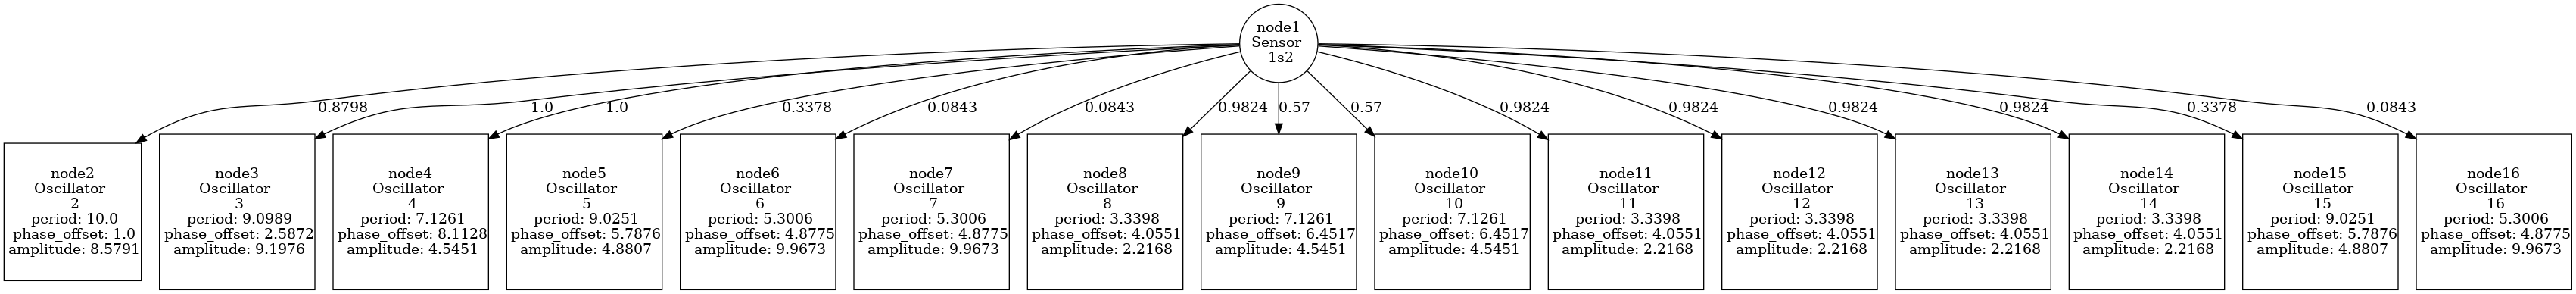 node1
Sensor
1s2
0.8798
-1.0
1.0
0.3378
-0.0843
-0.0843
0.9824
0.57
0.57
0.9824
0.9824
0.9824
0.9824
0.3378
-0.0843
node2
Oscillator
2
period: 10.0
phase_offset: 1.0
amplitude: 8.5791
node3
Oscillator
3
period: 9.0989
phase_offset: 2.5872
amplitude: 9.1976
node4
Oscillator
4
period: 7.1261
phase_offset: 8.1128
amplitude: 4.5451
node5
Oscillator
5
period: 9.0251
phase_offset: 5.7876
amplitude: 4.8807
node6
Oscillator
6
period: 5.3006
phase_offset: 4.8775
amplitude: 9.9673
node7
Oscillator
7
period: 5.3006
phase_offset: 4.8775
amplitude: 9.9673
node8
Oscillator
8
period: 3.3398
phase_offset: 4.0551
amplitude: 2.2168
node9
Oscillator
9
period: 7.1261
phase_offset: 6.4517
amplitude: 4.5451
node10
Oscillator
10
period: 7.1261
phase_offset: 6.4517
amplitude: 4.5451
node11
Oscillator
11
period: 3.3398
phase_offset: 4.0551
amplitude: 2.2168
node12
Oscillator
12
period: 3.3398
phase_offset: 4.0551
amplitude: 2.2168
node13
Oscillator
13
period: 3.3398
phase_offset: 4.0551
amplitude: 2.2168
node14
Oscillator
14
period: 3.3398
phase_offset: 4.0551
amplitude: 2.2168
node15
Oscillator
15
period: 9.0251
phase_offset: 5.7876
amplitude: 4.8807
node16
Oscillator
16
period: 5.3006
phase_offset: 4.8775
amplitude: 9.9673